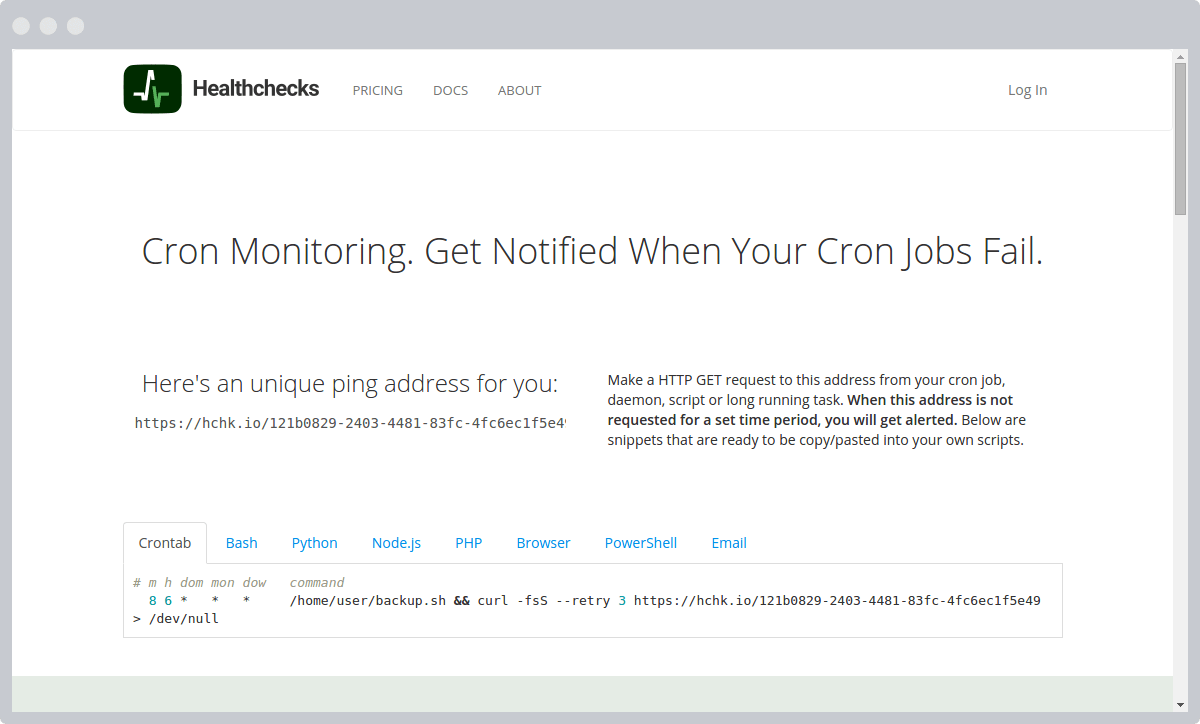 Healthchecks PRICING DOCS ABOUT Log In
Cron Monitoring. Get Notified When Your Cron Jobs Fail.
Here's an unique ping address for you:
https://hchk.io/121b0829-2403-4481-83fc-4fc6ec1f5e4
Make a HTTP GET request to this address from your cron job,
daemon, script or long running task. When this address is not
requested for a set time period, you will get alerted. Below are
snippets that are ready to be copy/pasted into your own scripts.
Crontab Bash Python Node.js PHP Browser PowerShell Email
# m h dom mon dow command
8 6 * * * /home/user/backup.sh && curl -fsS --retry 3 https://hchk.io/121b0829-2403-4481-83fc-4fc6ec1f5e49
> /dev/null